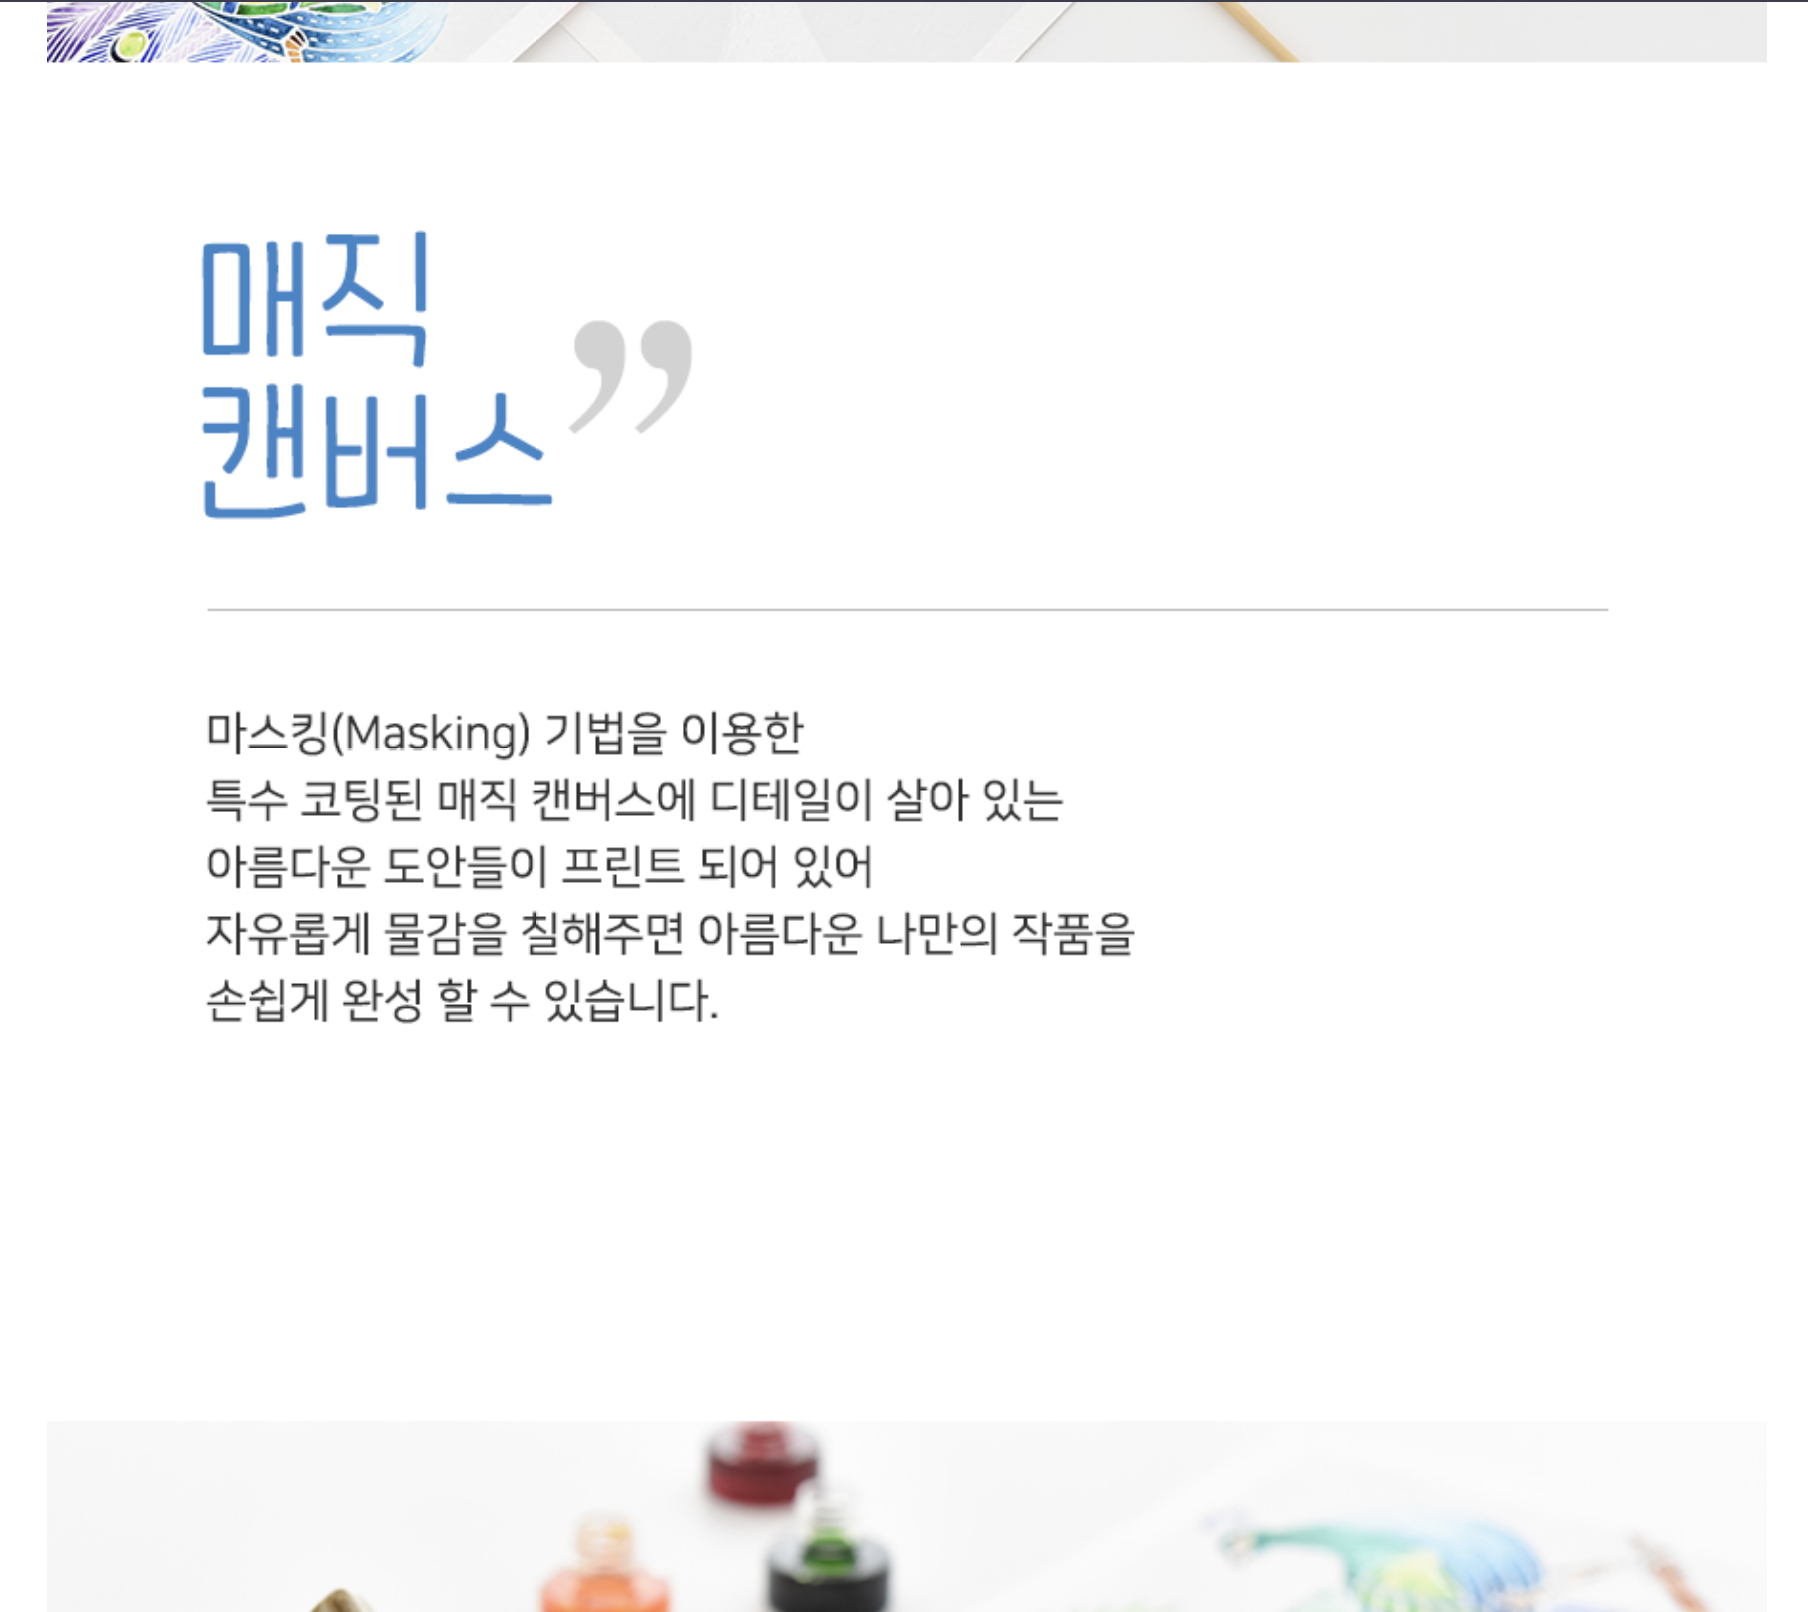 매직
캔버스”
마스킹(Masking) 기법을 이용한
특수 코팅된 매직 캔버스에 디테일이 살아 있는
아름다운 도안들이 프린트 되어 있어
자유롭게 물감을 칠해주면 아름다운 나만의 작품을
손쉽게 완성 할 수 있습니다.